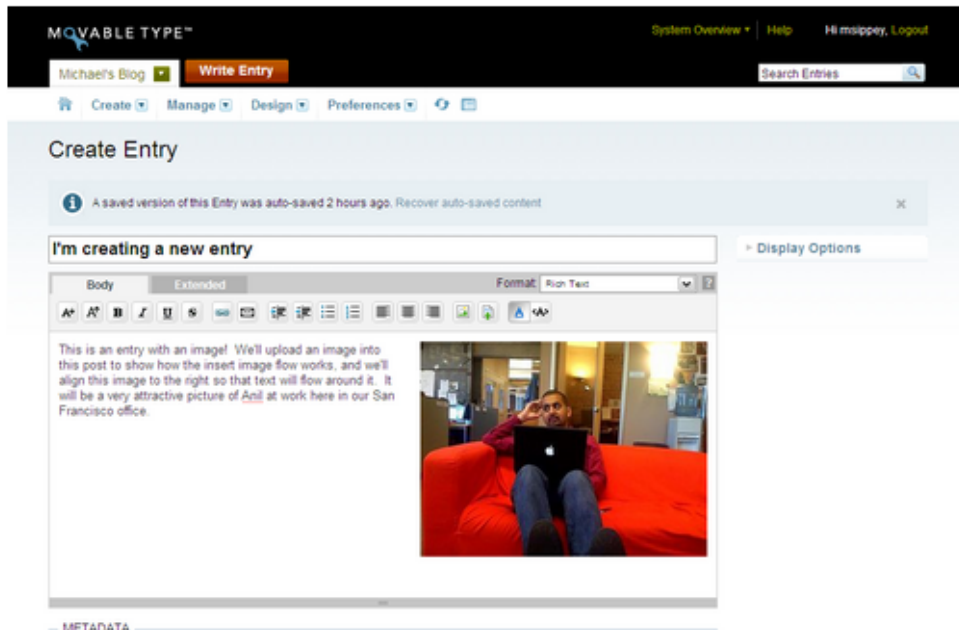 MOVABLE TYPE™
System Overview Help Hi msippey, Logout
Michael's Blog Write Entry Search Entries
Create Manage Design Preferences
Create Entry
A saved version of this Entry was auto-saved 2 hours ago. Recover auto-saved content
I'm creating a new entry
Display Options
Body Extended Format: Rich Text ?
A+ A+ B I U S A <A>
This is an entry with an image! We'll upload an image into
this post to show how the insert image flow works, and we'll
align this image to the right so that text will flow around it. It
will be a very attractive picture of Anil at work here in our San
Francisco office.
METADATA